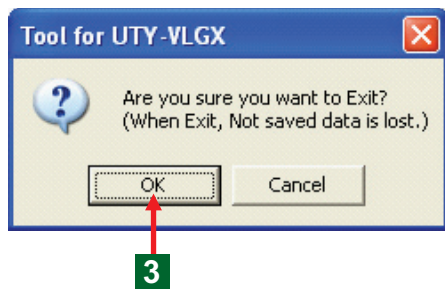 Tool for UTY-VLGX
Are you sure you want to Exit?
(When Exit, Not saved data is lost.)
OK Cancel
3